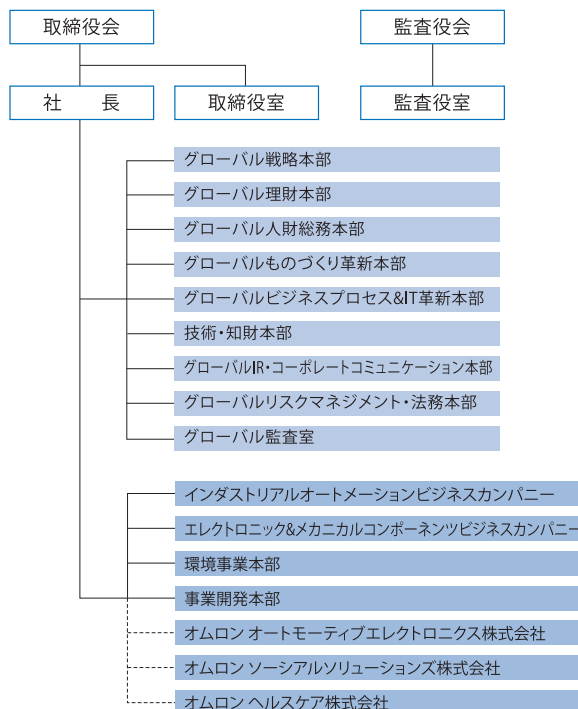 取締役会
監査役会
社　　長
取締役室
監査役室
グローバル戦略本部
グローバル理財本部
グローバル人財総務本部
グローバルものづくり革新本部
グローバルビジネスプロセス&IT革新本部
技術・知財本部
グローバルIR・コーポレートコミュニケーション本部
グローバルリスクマネジメント・法務本部
グローバル監査室
インダストリアルオートメーションビジネスカンパニー
エレクトロニック&メカニカルコンポーネンツビジネスカンパニー
環境事業本部
事業開発本部
オムロン オートモーティブエレクトロニクス株式会社
オムロン ソーシアルソリューションズ株式会社
オムロン ヘルスケア株式会社